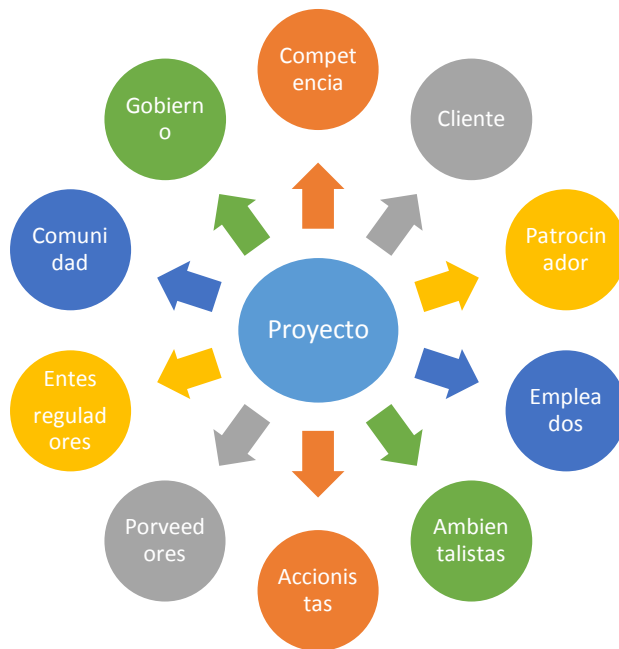 Compet
encia
Cliente
Patrocin
ador
Emplea
dos
Ambien
talistas
Accionis
tas
Porveed
ores
Entes
regulad
ores
Comuni
dad
Gobiern
o
Proyecto